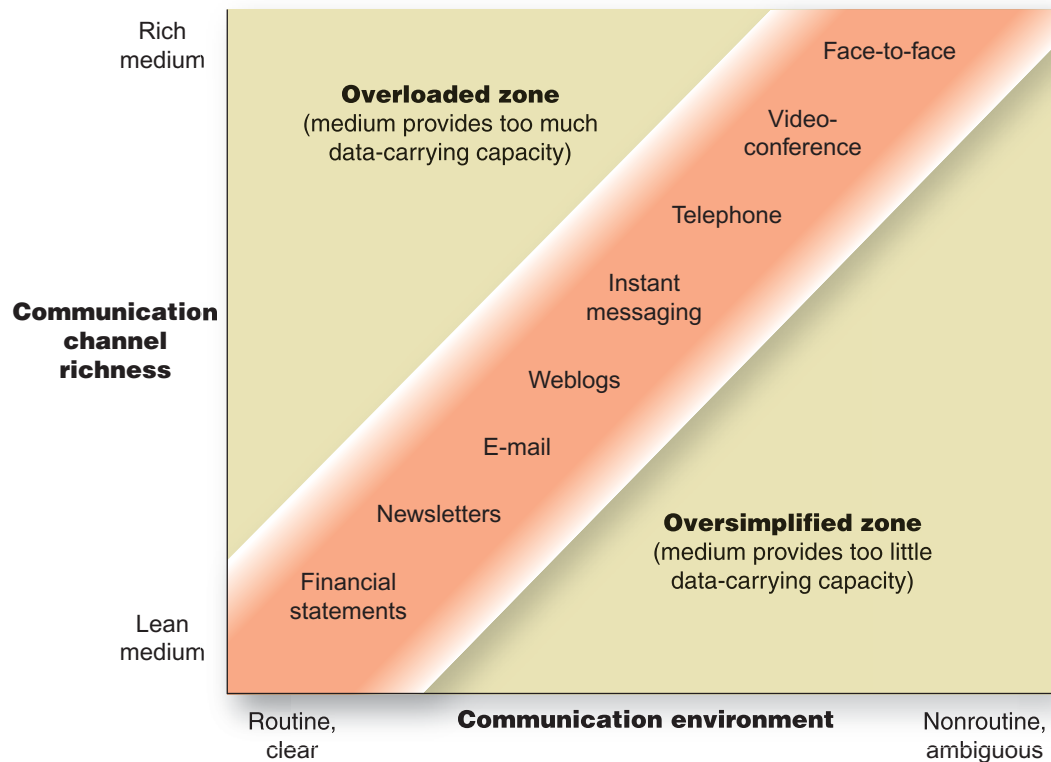 Rich
medium
Overloaded zone
(medium provides too much
data-carrying capacity)
Face-to-face
Video-
conference
Telephone
Instant
messaging
Communication
channel
richness
Weblogs
E-mail
Newsletters
Oversimplified zone
(medium provides too little
data-carrying capacity)
Financial
statements
Lean
medium
Routine,
clear
Communication environment
Nonroutine,
ambiguous